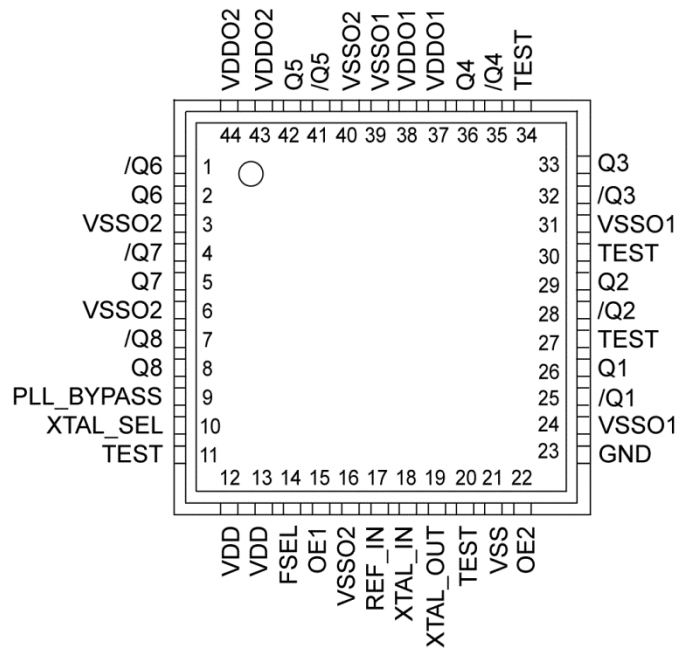 VDDO2
VDDO2
Q5
/Q5
VSSO2
VSSO1
VDDO1
VDDO1
Q4
/Q4
TEST
44 43 42 41 40 39 38 37 36 35 34
/Q6 1
Q6 2
VSSO2 3
/Q7 4
Q7 5
VSSO2 6
/Q8 7
Q8 8
PLL_BYPASS 9
XTAL_SEL 10
TEST 11
33 Q3
32 /Q3
31 VSSO1
30 TEST
29 Q2
28 /Q2
27 TEST
26 Q1
25 /Q1
24 VSSO1
23 GND
12 13 14 15 16 17 18 19 20 21 22
VDD
VDD
FSEL
OE1
VSSO2
REF_IN
XTAL_IN
XTAL_OUT
TEST
VSS
OE2